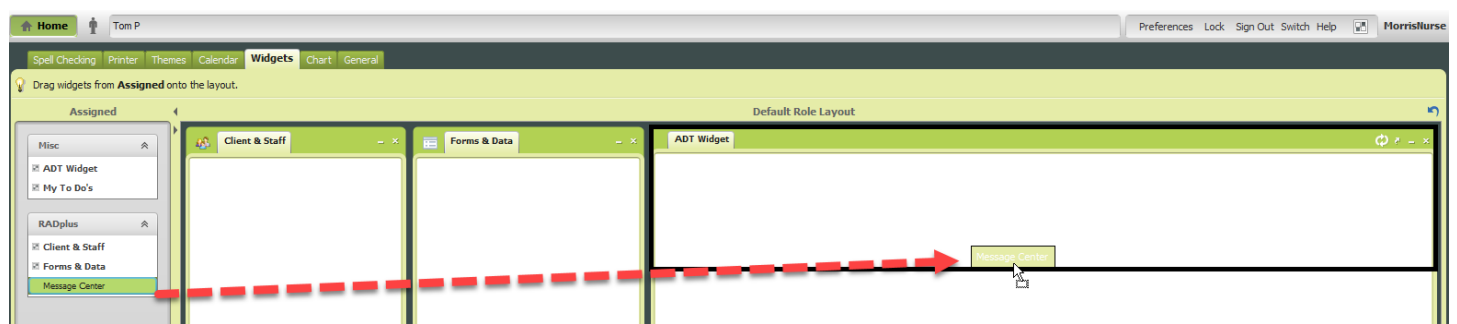 Home Tom P Preferences Lock Sign Out Switch Help MorrisNurse
Spell Checking Printer Themes Calendar Widgets Chart General
Drag widgets from Assigned onto the layout.
Assigned Default Role Layout
Misc
ADT Widget
My To Do's
RADplus
Client & Staff
Forms & Data
Message Center
Client & Staff
Forms & Data
ADT Widget
Message Center